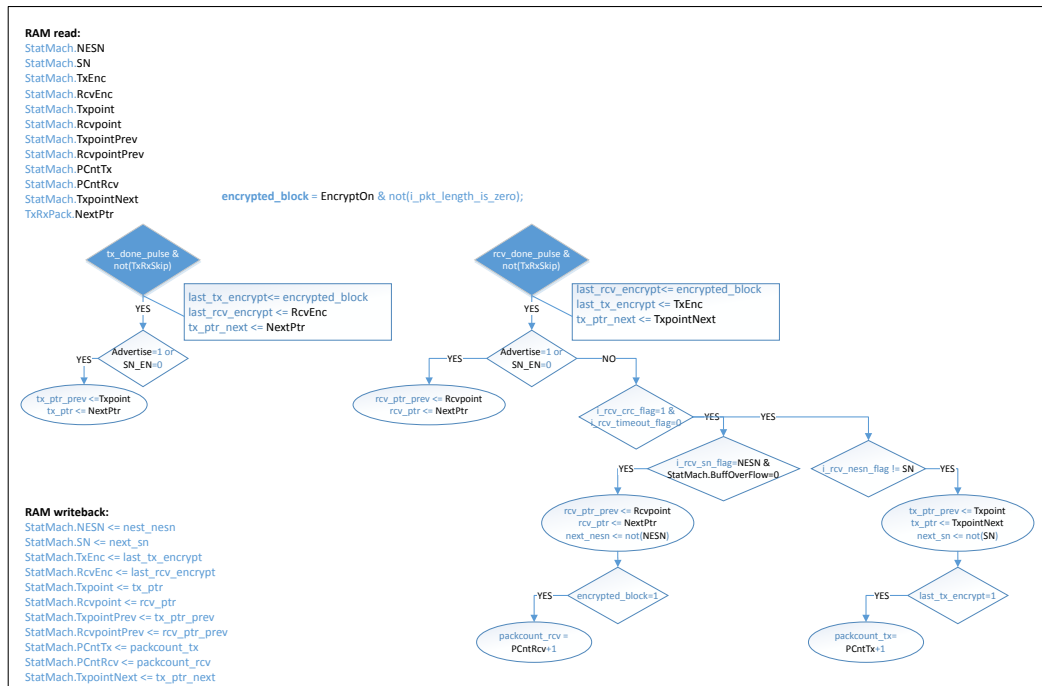 RAM read:
StatMach.NESN
StatMach.SN
StatMach.TxEnc
StatMach.RcvEnc
StatMach.Txpoint
StatMach.Rcvpoint
StatMach.TxpointPrev
StatMach.RcvpointPrev
StatMach.PCntTx
StatMach.PCntRcv
StatMach.TxpointNext
TxRxPack.NextPtr
encrypted_block = EncryptOn & not(i_pkt_length_is_zero);
tx_done_pulse &
not(TxRxSkip)
last_tx_encrypt<= encrypted_block
last_rcv_encrypt <= RcvEnc
tx_ptr_next <= NextPtr
YES
Advertise=1 or
SN_EN=0
YES
tx_ptr_prev <=Txpoint
tx_ptr <= NextPtr
rcv_done_pulse &
not(TxRxSkip)
last_rcv_encrypt<= encrypted_block
last_tx_encrypt <= TxEnc
tx_ptr_next <= TxpointNext
YES
Advertise=1 or
SN_EN=0
YES
NO
rcv_ptr_prev <= Rcvpoint
rcv_ptr <= NextPtr
i_rcv_crc_flag=1 &
i_rcv_timeout_flag=0
YES
YES
i_rcv_sn_flag=NESN &
StatMach.BuffOverFlow=0
YES
i_rcv_nesn_flag != SN
YES
rcv_ptr_prev <= Rcvpoint
rcv_ptr <= NextPtr
next_nesn <= not(NESN)
tx_ptr_prev <= Txpoint
tx_ptr <= TxpointNext
next_sn <= not(SN)
encrypted_block=1
YES
last_tx_encrypt=1
YES
packcount_rcv =
PCntRcv+1
packcount_tx=
PCntTx+1
RAM writeback:
StatMach.NESN <= nest_nesn
StatMach.SN <= next_sn
StatMach.TxEnc <= last_tx_encrypt
StatMach.RcvEnc <= last_rcv_encrypt
StatMach.Txpoint <= tx_ptr
StatMach.Rcvpoint <= rcv_ptr
StatMach.TxpointPrev <= tx_ptr_prev
StatMach.RcvpointPrev <= rcv_ptr_prev
StatMach.PCntTx <= packcount_tx
StatMach.PCntRcv <= packcount_rcv
StatMach.TxpointNext <= tx_ptr_next